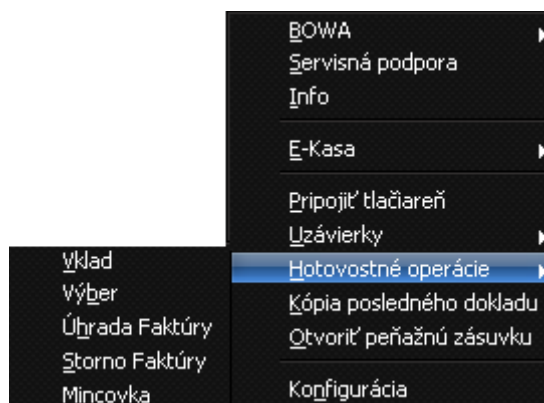 BOWA
Servisná podpora
Info
E-Kasa
Pripojiť tlačiareň
Uzávierky
Hotovostné operácie
Kópia posledného dokladu
Otvoriť peňažnú zásuvku
Konfigurácia
Vklad
Výber
Úhrada Faktúry
Storno Faktúry
Mincovka